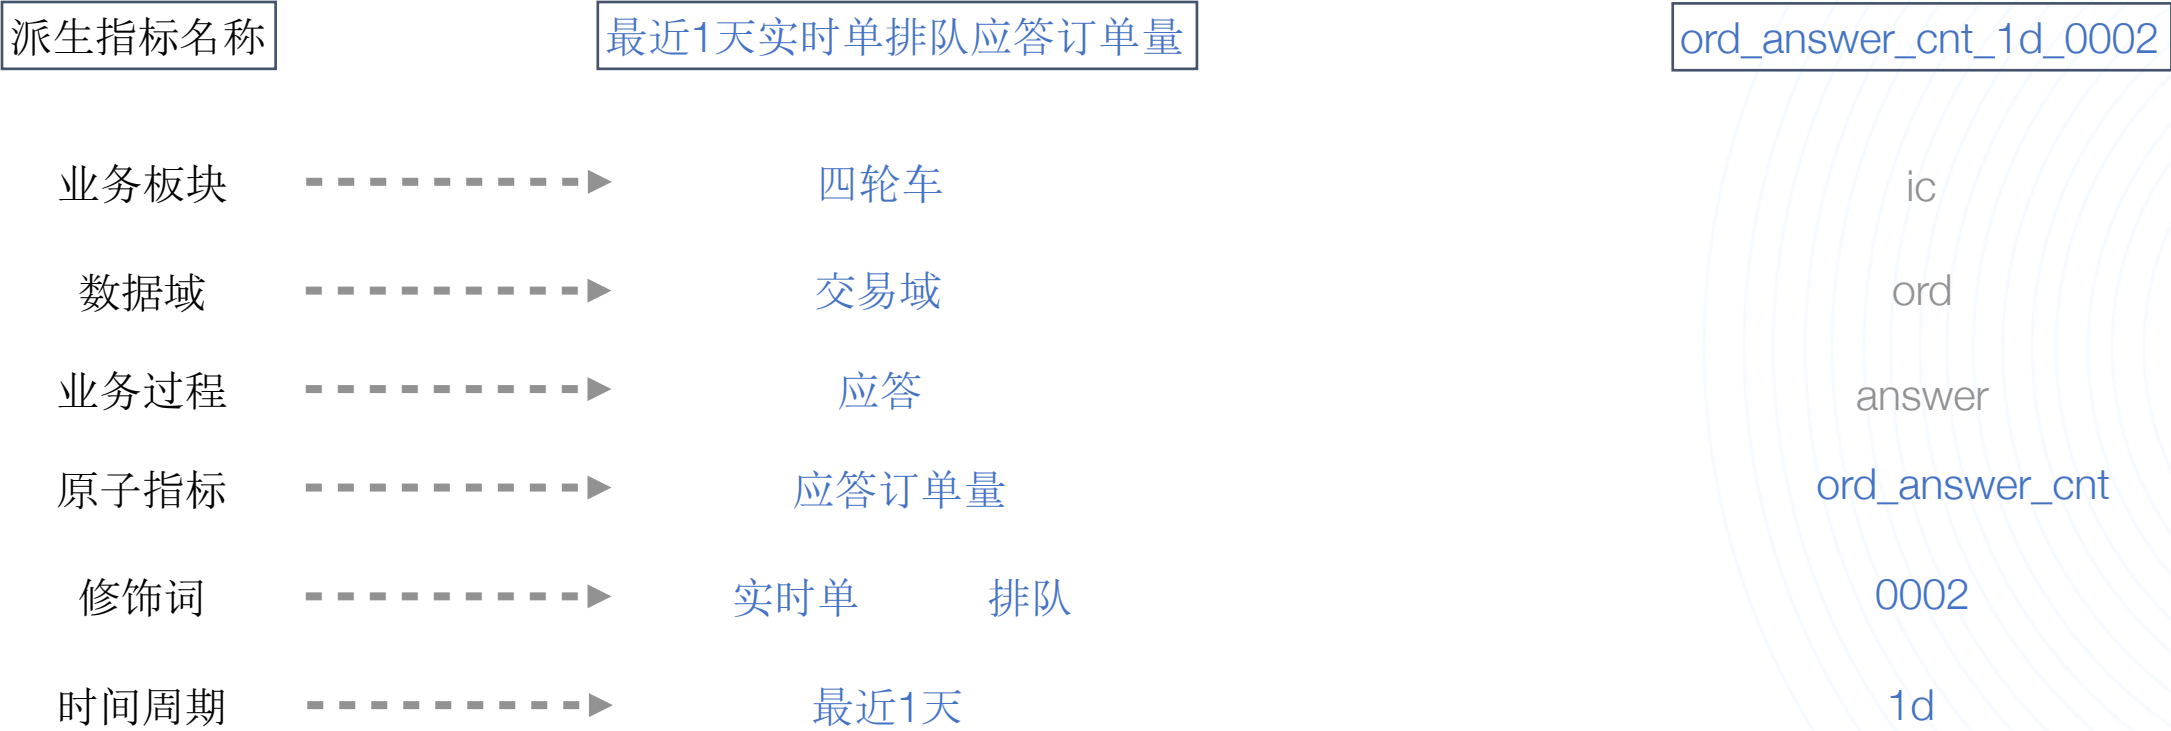 派生指标名称 最近1天实时单排队应答订单量 ord_answer_cnt_1d_0002
业务板块 四轮车 ic
数据域 交易域 ord
业务过程 应答 answer
原子指标 应答订单量 ord_answer_cnt
修饰词 实时单 排队 0002
时间周期 最近1天 1d